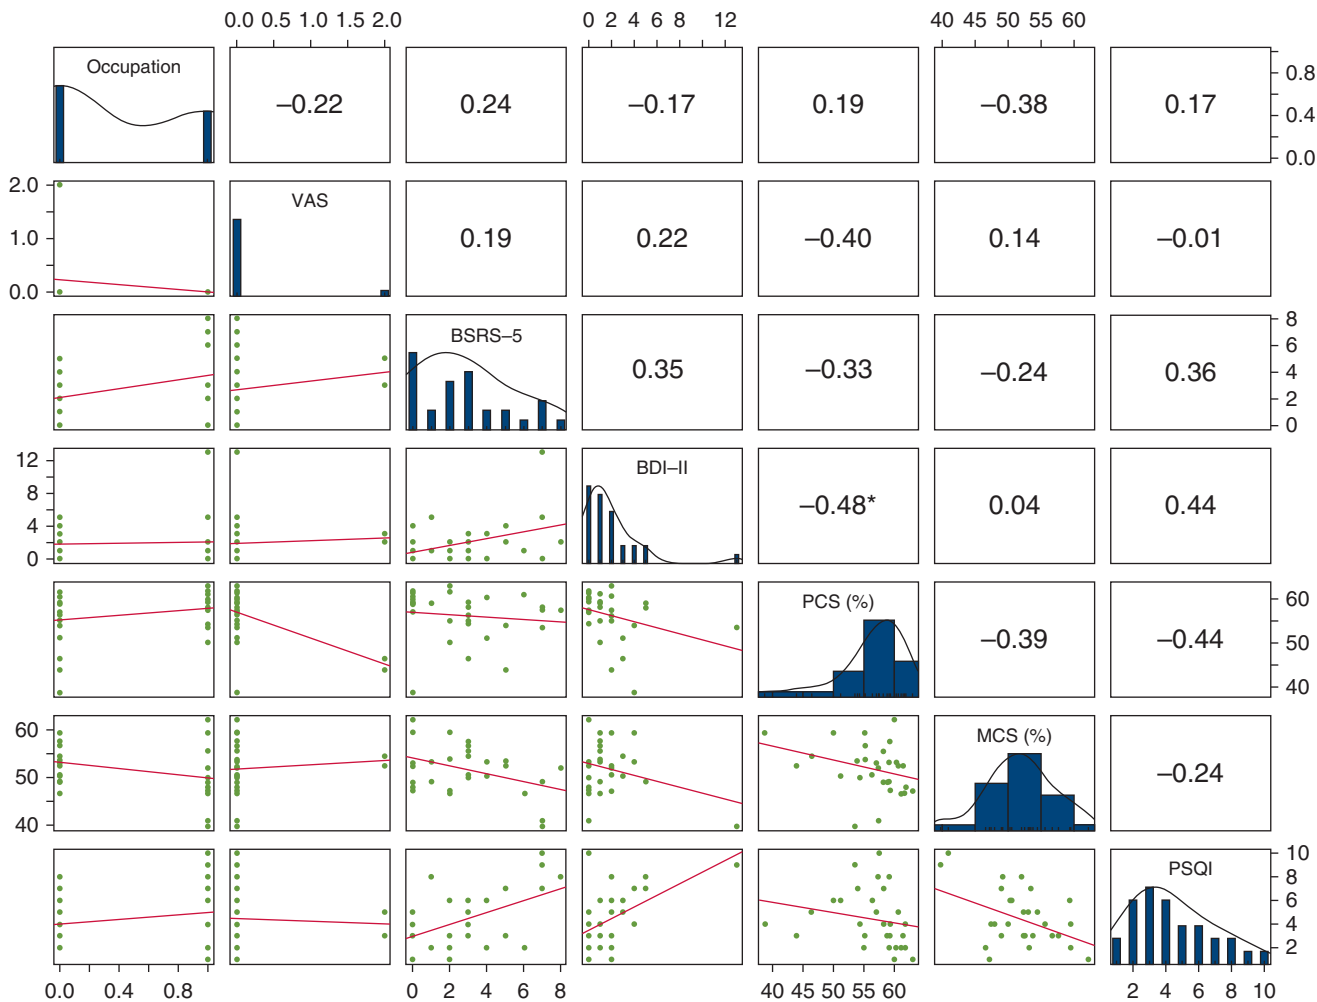 0.0 0.5 1.0 1.5 2.0 0 2 4 6 8 12 40 45 50 55 60
Occupation –0.22 0.24 –0.17 0.19 –0.38 0.17 0.8 0.4 0.0
2.0 1.0 0.0 VAS 0.19 0.22 –0.40 0.14 –0.01
BSRS–5 0.35 –0.33 –0.24 0.36 8 6 4 2 0
12 8 4 0 BDI–II –0.48* 0.04 0.44
PCS (%) –0.39 –0.44 60 50 40
60 50 40 MCS (%) –0.24
PSQI 10 8 6 4 2
0.0 0.4 0.8 0 2 4 6 8 40 45 50 55 60 2 4 6 8 10